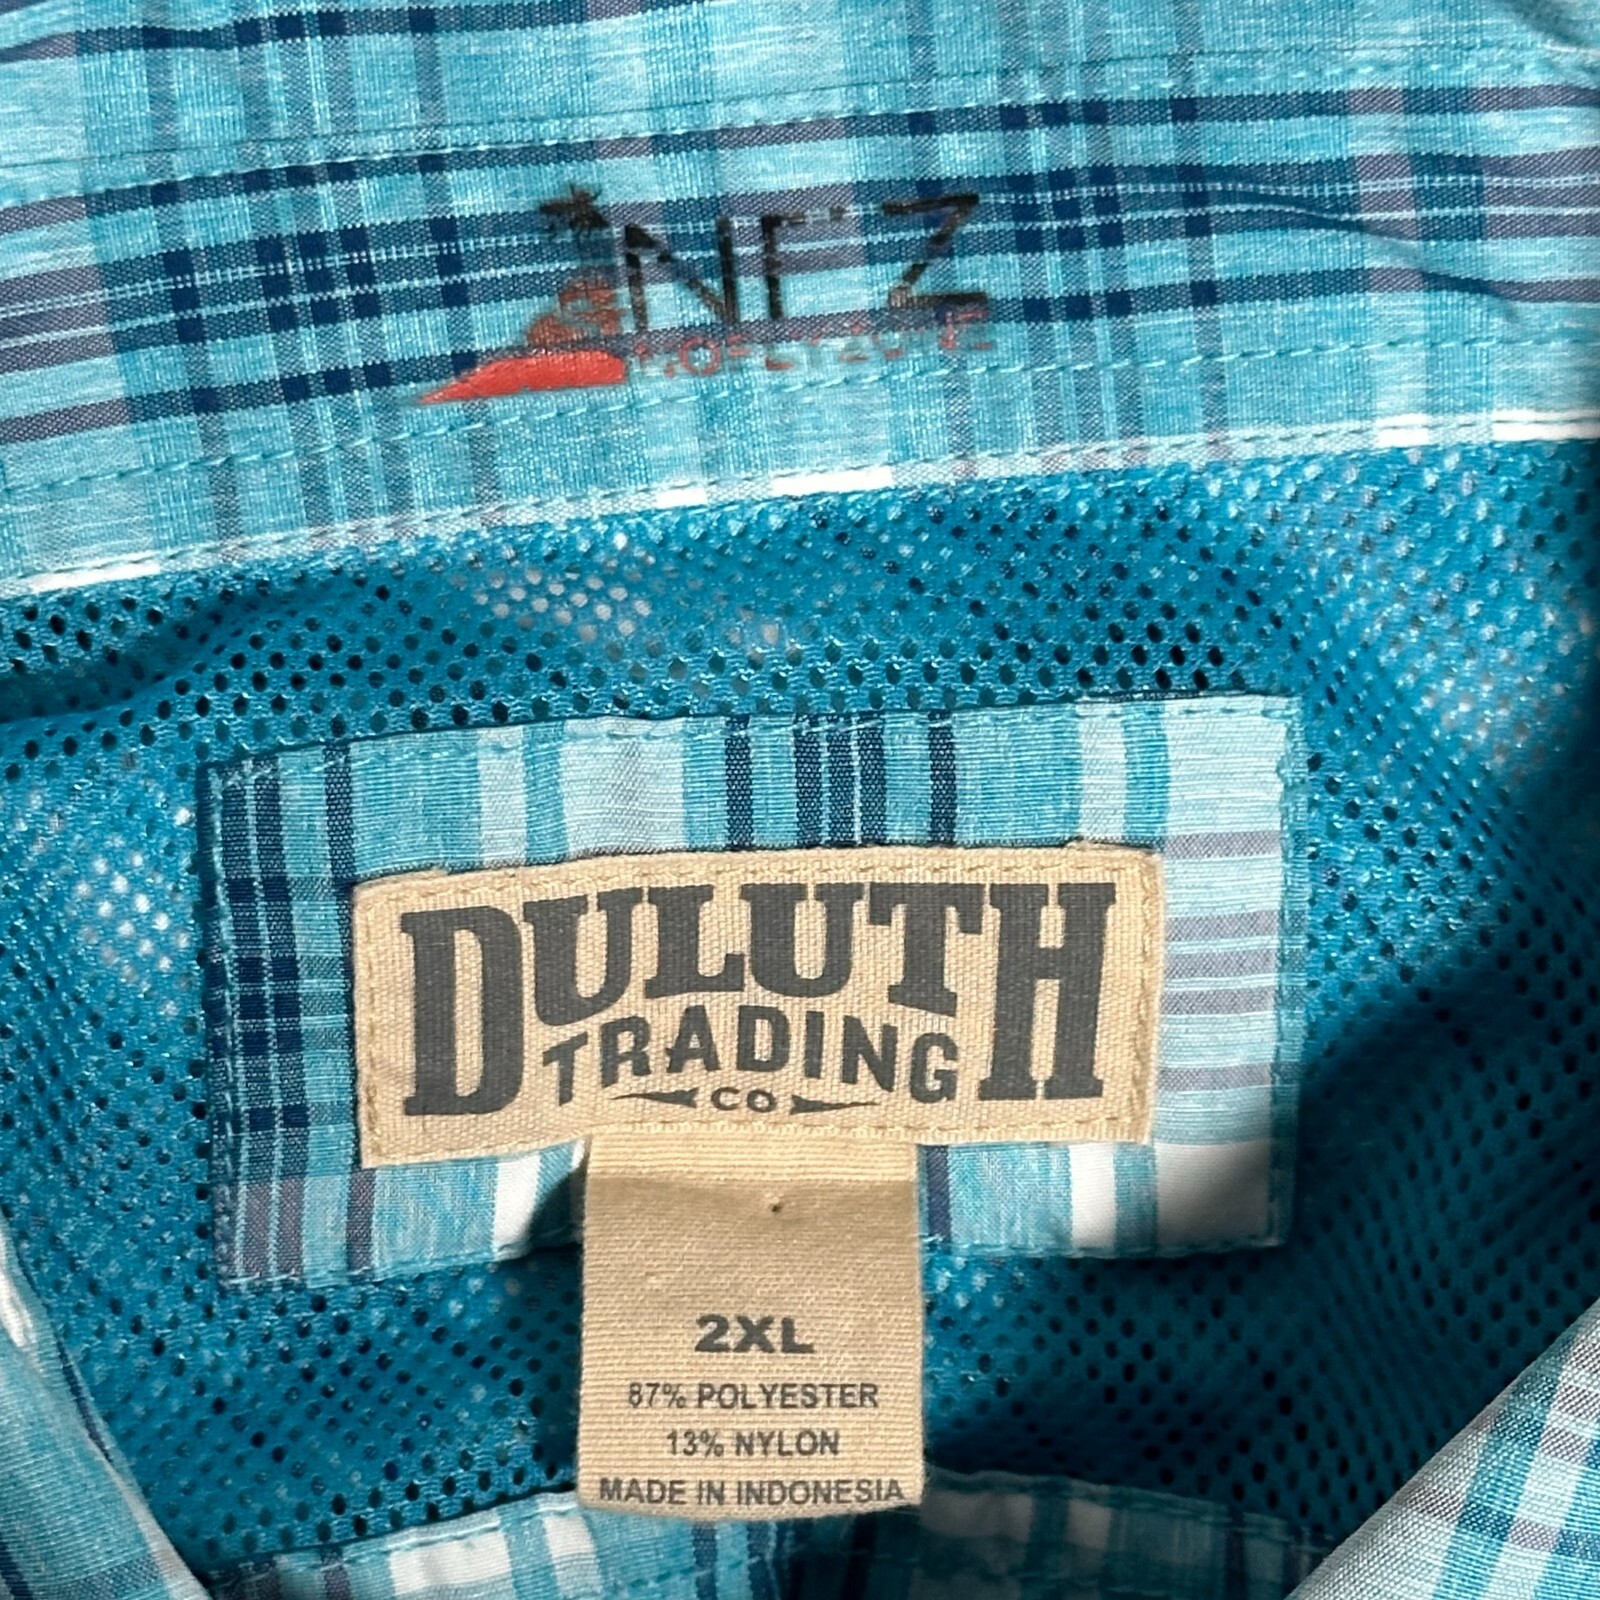 DULUTH
TRADING
CO
2XL
87% POLYESTER
13% NYLON
MADE IN INDONESIA